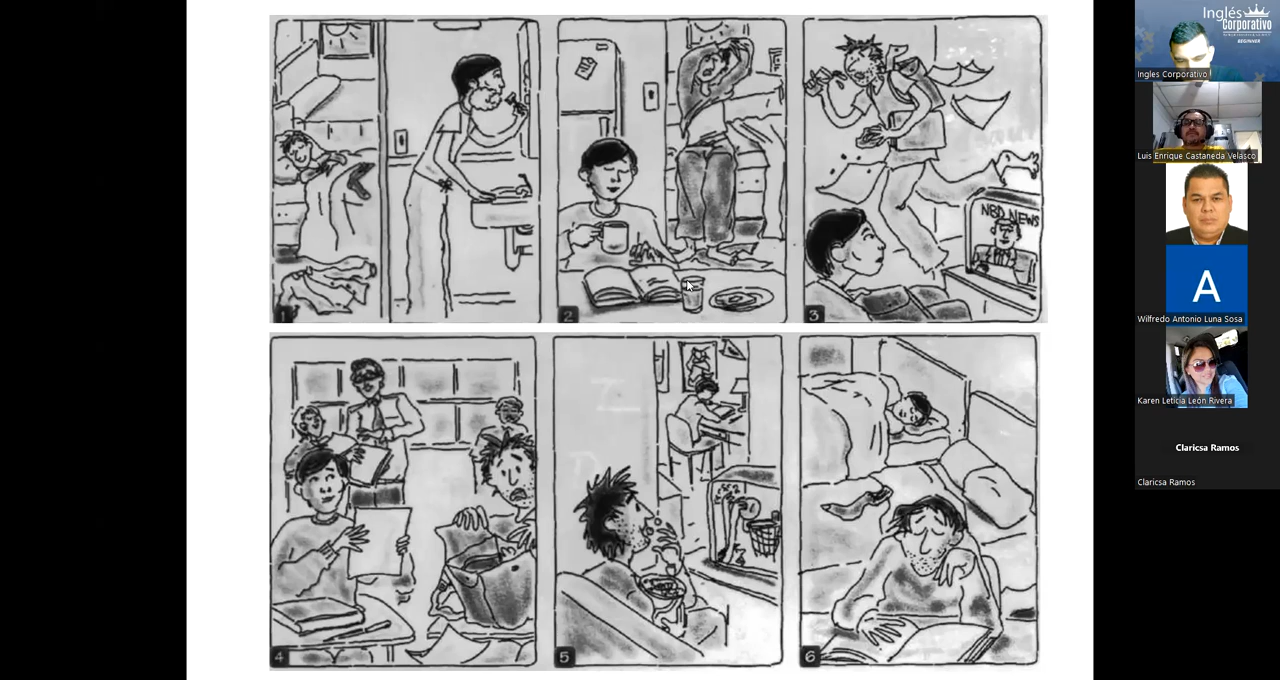 1
2
3
NBD NEWS
4
5
6
Inglés
Corporativo
BEGINNER
Ingles Corporativo
Luis Enrique Castaneda Velasco
A
Wilfredo Antonio Luna Sosa
Karen Leticia León Rivera
Claricsa Ramos
Claricsa Ramos